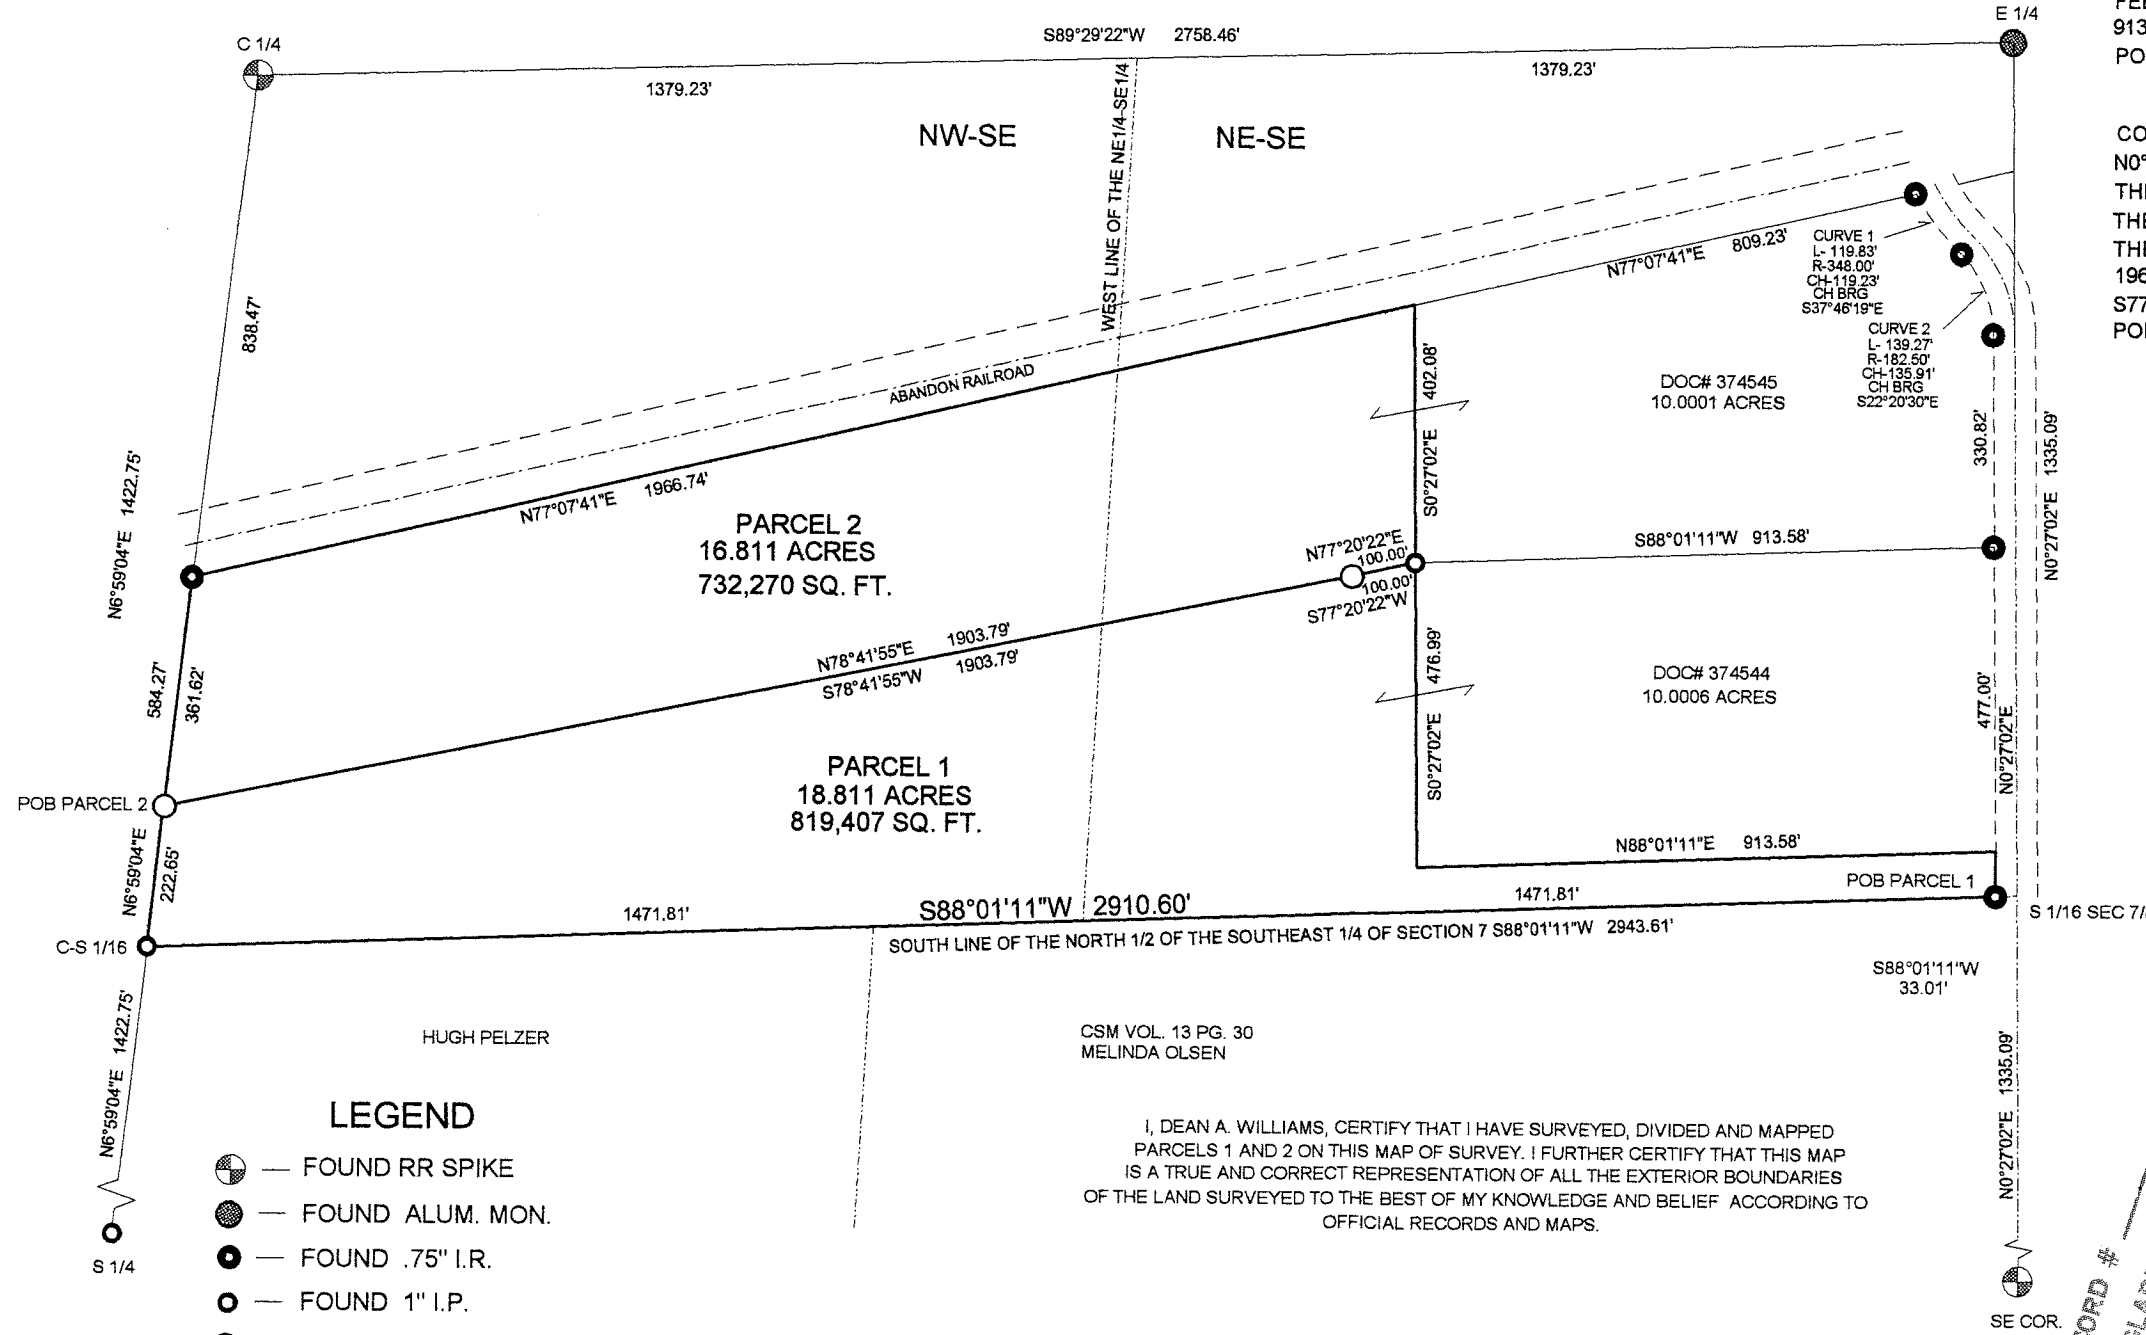 E 1/4
C 1/4
S89°29'22"W 2758.46'
1379.23'
1379.23'
913
PO
NW-SE
NE-SE
WEST LINE OF THE NE1/4-SE1/4
CO
N0°
196
S77
838.47'
N77°07'41"E 809.23'
CURVE 1
L- 119.83'
R-348.00'
CH-119.23'
CH BRG
S37°46'19"E
CURVE 2
L- 139.27'
R-182.50'
CH-135.91'
CH BRG
S22°20'30"E
ABANDON RAILROAD
S0°27'02"E 402.08'
DOC# 374545
10.0001 ACRES
330.82'
N0°27'02"E 1335.09'
N6°59'04"E 1422.75'
N77°07'41"E 1966.74'
PARCEL 2
16.811 ACRES
732,270 SQ. FT.
N77°20'22"E
100.00'
100.00'
S77°20'22"W
S88°01'11"W 913.58'
584.27'
361.62'
N78°41'55"E 1903.79'
S78°41'55"W 1903.79'
S0°27'02"E 476.99'
DOC# 374544
10.0006 ACRES
477.00'
N0°27'02"E
POB PARCEL 2
PARCEL 1
18.811 ACRES
819,407 SQ. FT.
N6°59'04"E
222.65'
N88°01'11"E 913.58'
POB PARCEL 1
1471.81'
S88°01'11"W 2910.60'
1471.81'
S 1/16 SEC 7/
C-S 1/16
SOUTH LINE OF THE NORTH 1/2 OF THE SOUTHEAST 1/4 OF SECTION 7 S88°01'11"W 2943.61'
S88°01'11"W
33.01'
N6°59'04"E 1422.75'
HUGH PELZER
CSM VOL. 13 PG. 30
MELINDA OLSEN
N0°27'02"E 1335.09'
LEGEND
FOUND RR SPIKE
FOUND ALUM. MON.
FOUND .75" I.R.
FOUND 1" I.P.
S 1/4
I, DEAN A. WILLIAMS, CERTIFY THAT I HAVE SURVEYED, DIVIDED AND MAPPED
PARCELS 1 AND 2 ON THIS MAP OF SURVEY. I FURTHER CERTIFY THAT THIS MAP
IS A TRUE AND CORRECT REPRESENTATION OF ALL THE EXTERIOR BOUNDARIES
OF THE LAND SURVEYED TO THE BEST OF MY KNOWLEDGE AND BELIEF ACCORDING TO
OFFICIAL RECORDS AND MAPS.
SE COR.
ORD #